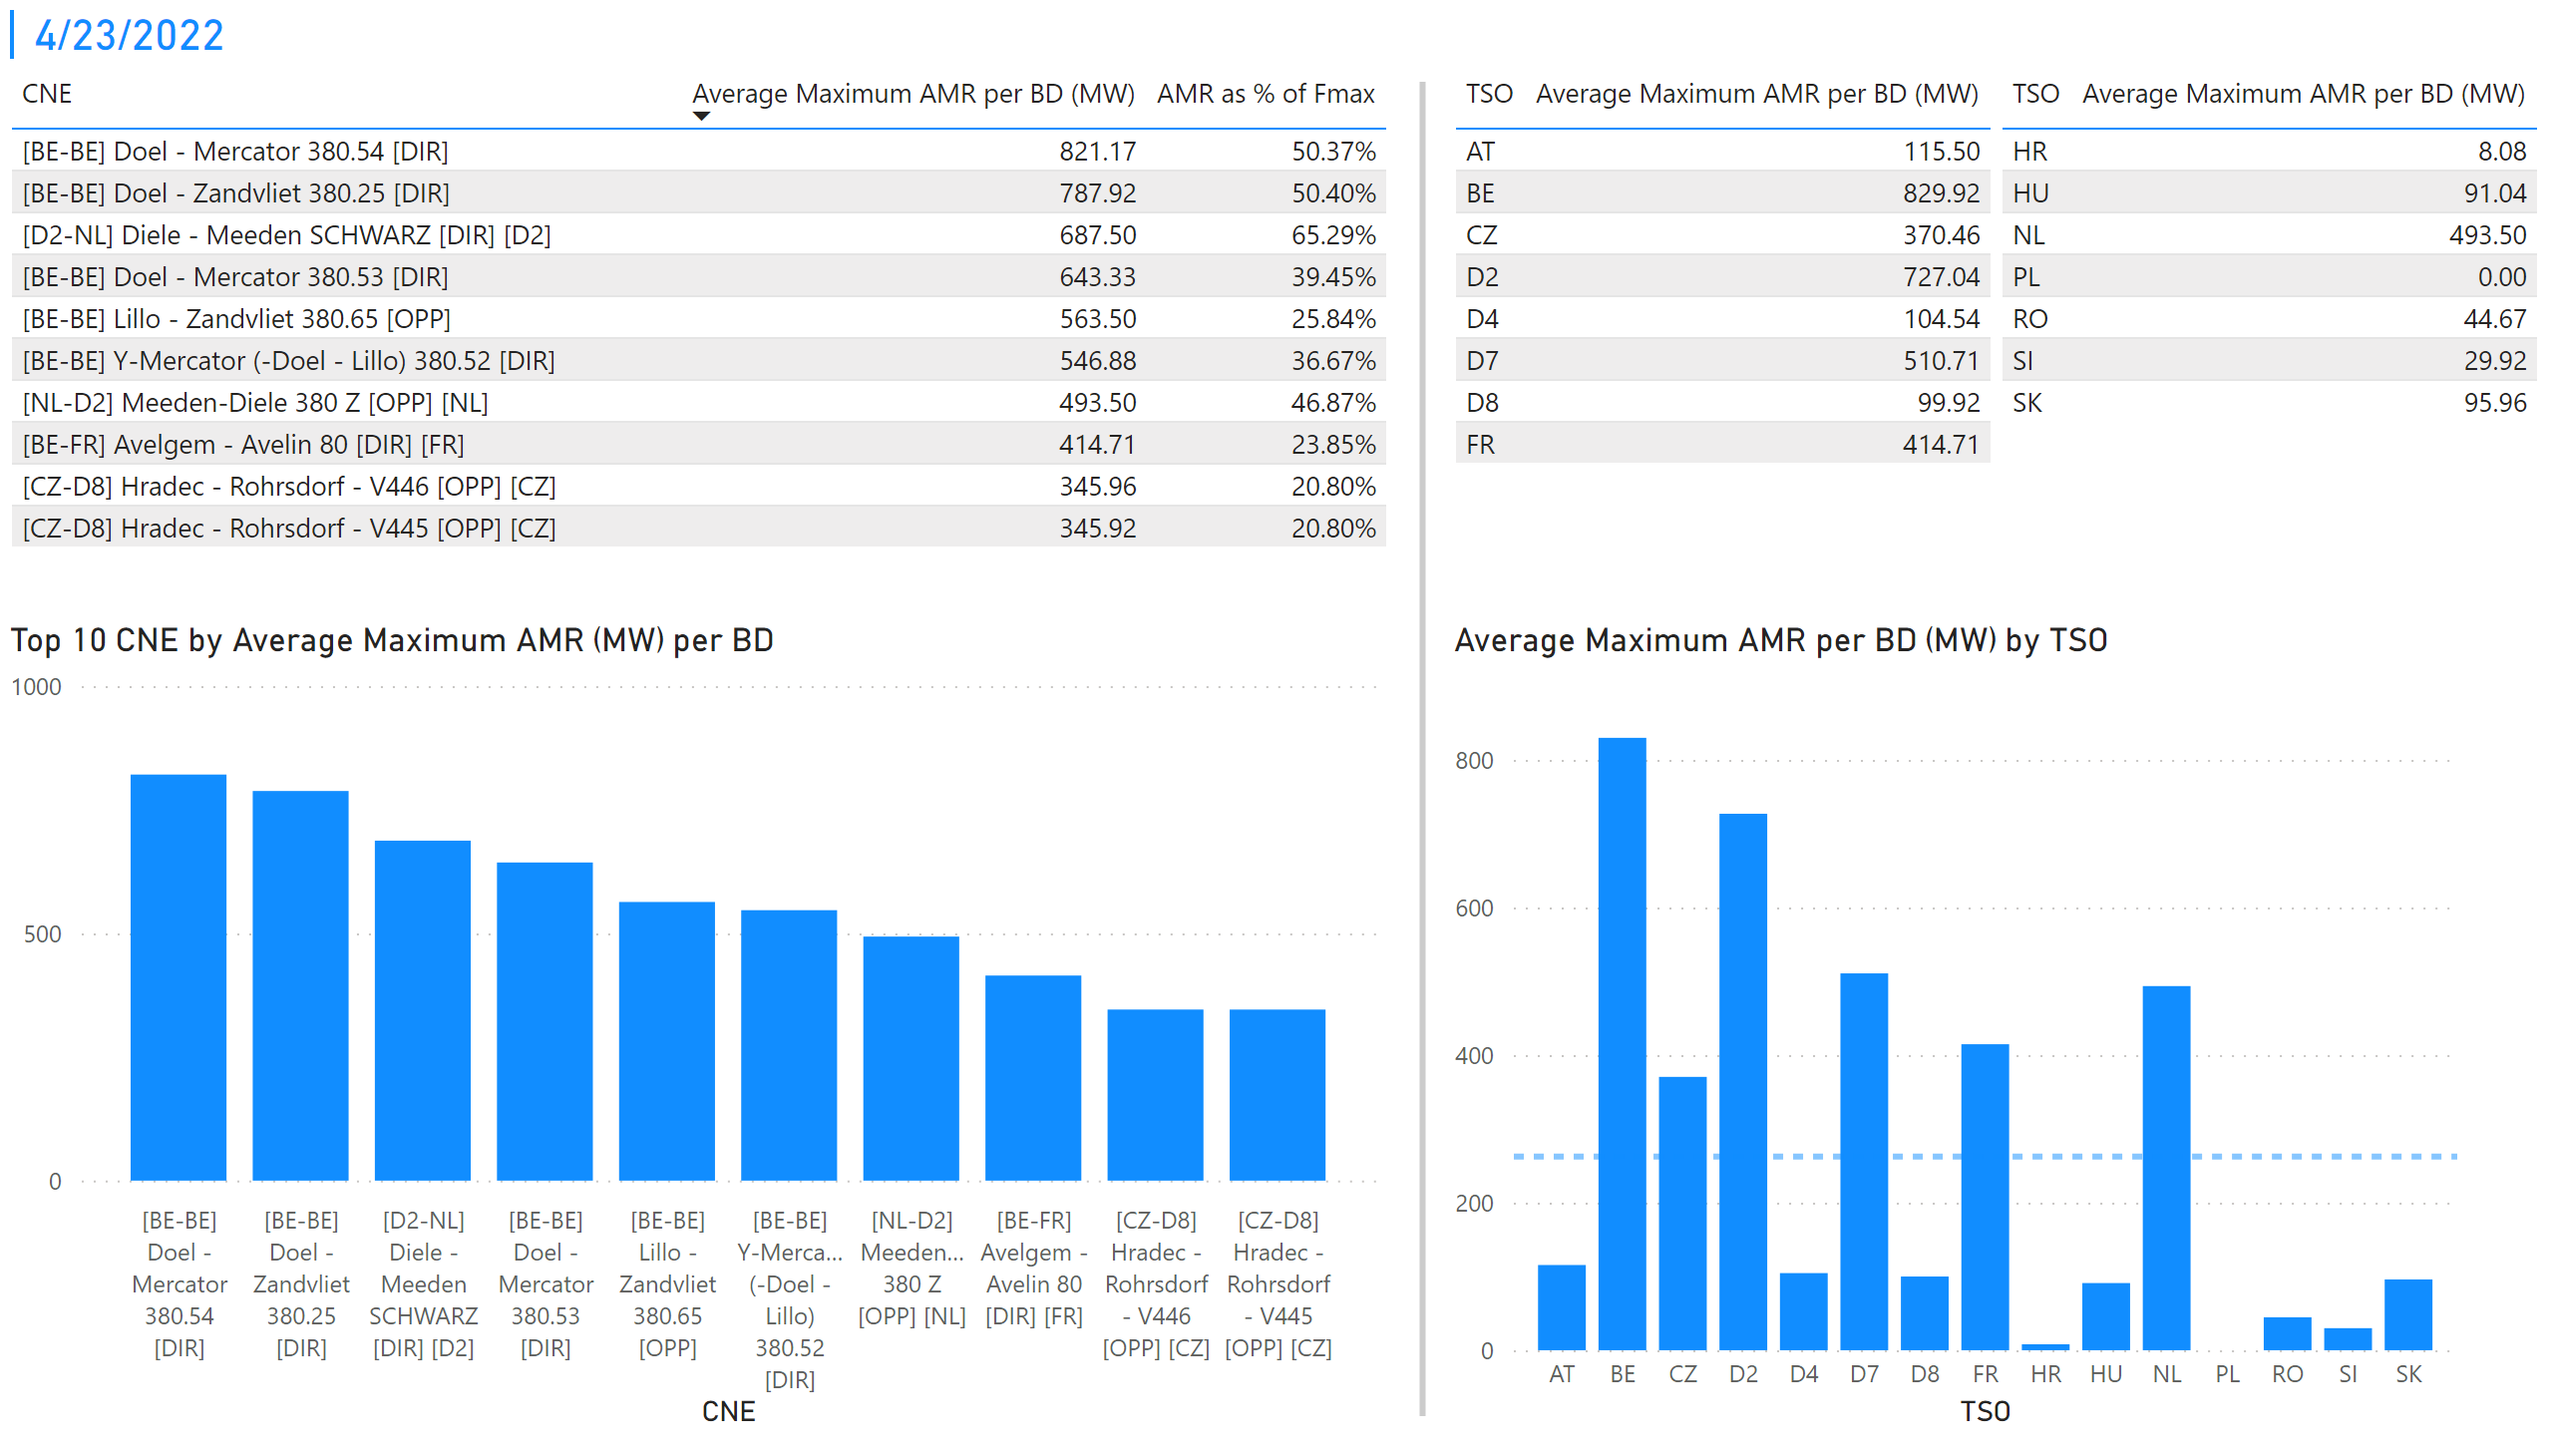 4/23/2022
CNE Average Maximum AMR per BD (MW) AMR as % of Fmax
[BE-BE] Doel - Mercator 380.54 [DIR] 821.17 50.37%
[BE-BE] Doel - Zandvliet 380.25 [DIR] 787.92 50.40%
[D2-NL] Diele - Meeden SCHWARZ [DIR] [D2] 687.50 65.29%
[BE-BE] Doel - Mercator 380.53 [DIR] 643.33 39.45%
[BE-BE] Lillo - Zandvliet 380.65 [OPP] 563.50 25.84%
[BE-BE] Y-Mercator (-Doel - Lillo) 380.52 [DIR] 546.88 36.67%
[NL-D2] Meeden-Diele 380 Z [OPP] [NL] 493.50 46.87%
[BE-FR] Avelgem - Avelin 80 [DIR] [FR] 414.71 23.85%
[CZ-D8] Hradec - Rohrsdorf - V446 [OPP] [CZ] 345.96 20.80%
[CZ-D8] Hradec - Rohrsdorf - V445 [OPP] [CZ] 345.92 20.80%
TSO Average Maximum AMR per BD (MW)
AT 115.50
BE 829.92
CZ 370.46
D2 727.04
D4 104.54
D7 510.71
D8 99.92
FR 414.71
TSO Average Maximum AMR per BD (MW)
HR 8.08
HU 91.04
NL 493.50
PL 0.00
RO 44.67
SI 29.92
SK 95.96
Top 10 CNE by Average Maximum AMR (MW) per BD
1000
500
0
[BE-BE]
Doel -
Mercator
380.54
[DIR]
[BE-BE]
Doel -
Zandvliet
380.25
[DIR]
[D2-NL]
Diele -
Meeden
SCHWARZ
[DIR] [D2]
[BE-BE]
Doel -
Mercator
380.53
[DIR]
[BE-BE]
Lillo -
Zandvliet
380.65
[OPP]
[BE-BE]
Y-Merca...
(-Doel -
Lillo)
380.52
[DIR]
[NL-D2]
Meeden...
380 Z
[OPP] [NL]
[BE-FR]
Avelgem -
Avelin 80
[DIR] [FR]
[CZ-D8]
Hradec -
Rohrsdorf
- V446
[OPP] [CZ]
[CZ-D8]
Hradec -
Rohrsdorf
- V445
[OPP] [CZ]
CNE
Average Maximum AMR per BD (MW) by TSO
800
600
400
200
0
AT BE CZ D2 D4 D7 D8 FR HR HU NL PL RO SI SK
TSO